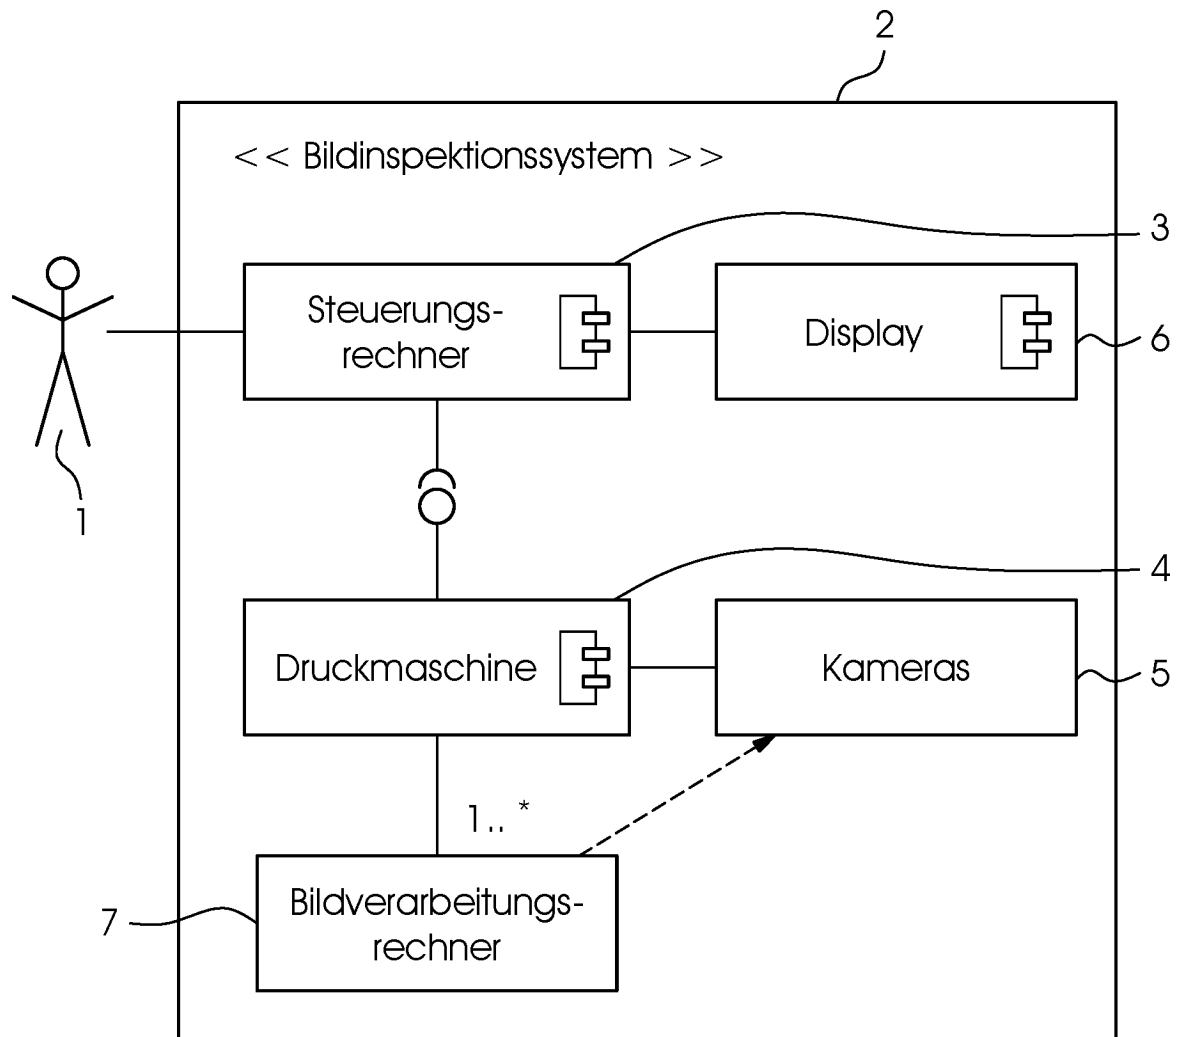 2
<< Bildinspektionssystem >>
3
Steuerungs-
rechner
Display
6
1
4
Druckmaschine
Kameras
5
1.. *
7
Bildverarbeitungs-
rechner